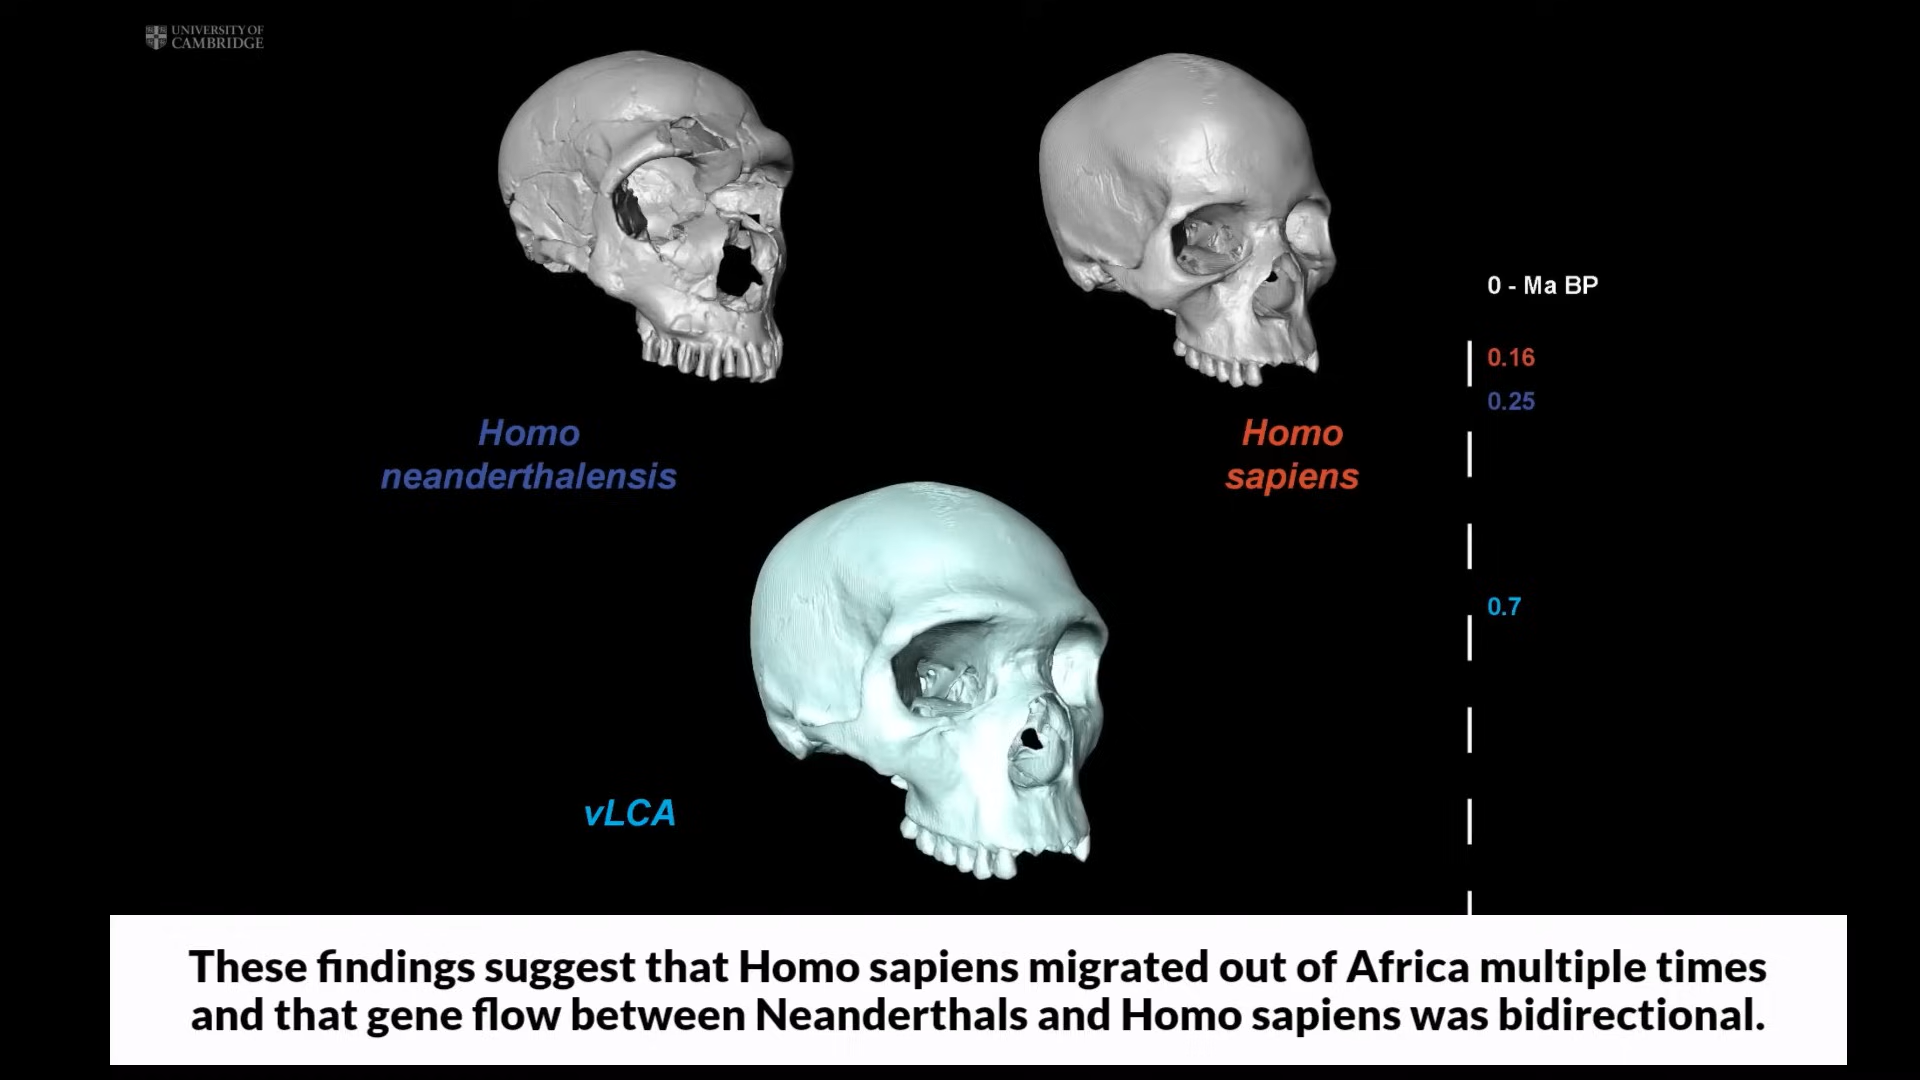 UNIVERSITY OF
CAMBRIDGE
0 - Ma BP
0.16
0.25
Homo
neanderthalensis
Homo
sapiens
0.7
vLCA
These findings suggest that Homo sapiens migrated out of Africa multiple times
and that gene flow between Neanderthals and Homo sapiens was bidirectional.